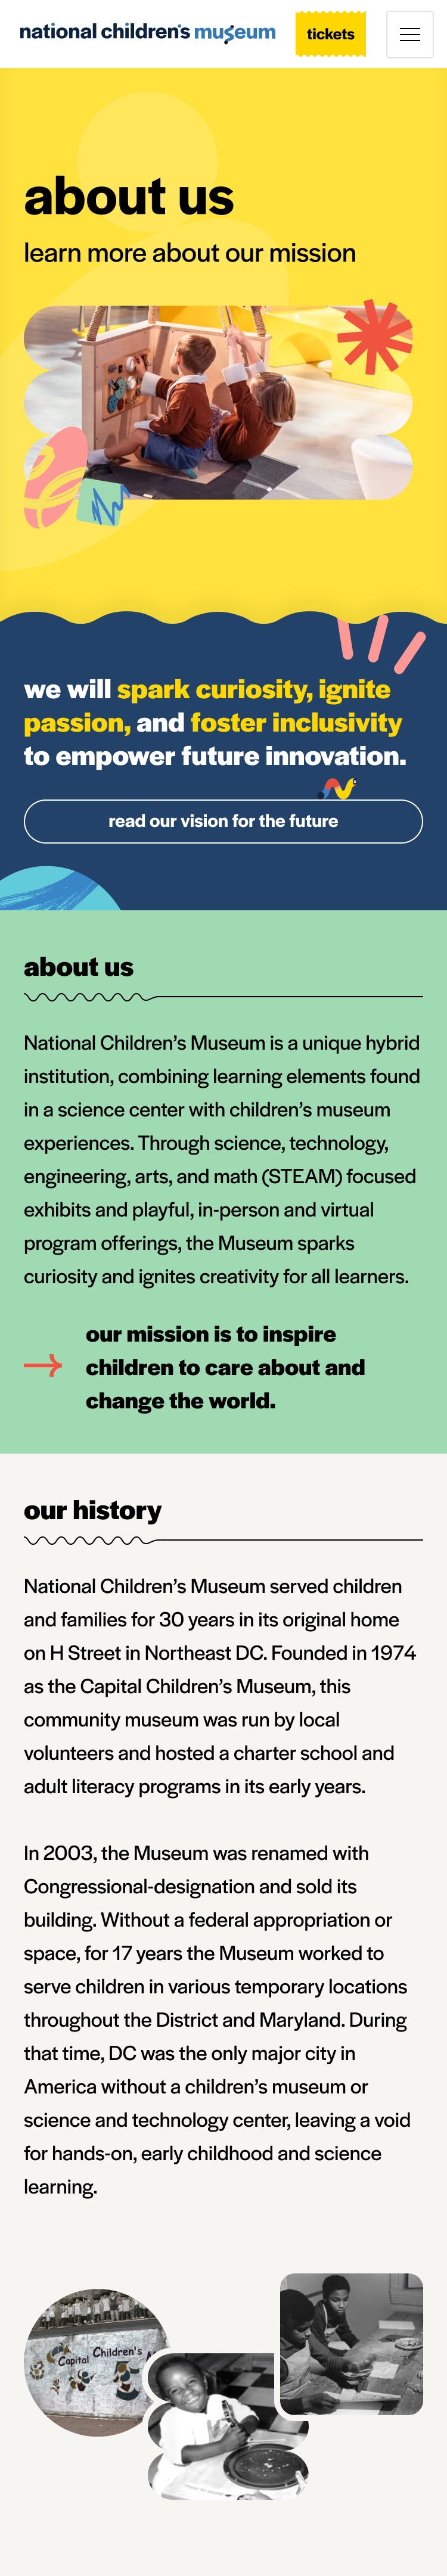 national children's museum
tickets
about us
learn more about our mission
we will spark curiosity, ignite
passion, and foster inclusivity
to empower future innovation.
read our vision for the future
about us
National Children’s Museum is a unique hybrid
institution, combining learning elements found
in a science center with children’s museum
experiences. Through science, technology,
engineering, arts, and math (STEAM) focused
exhibits and playful, in-person and virtual
program offerings, the Museum sparks
curiosity and ignites creativity for all learners.
our mission is to inspire
children to care about and
change the world.
our history
National Children’s Museum served children
and families for 30 years in its original home
on H Street in Northeast DC. Founded in 1974
as the Capital Children’s Museum, this
community museum was run by local
volunteers and hosted a charter school and
adult literacy programs in its early years.
In 2003, the Museum was renamed with
Congressional-designation and sold its
building. Without a federal appropriation or
space, for 17 years the Museum worked to
serve children in various temporary locations
throughout the District and Maryland. During
that time, DC was the only major city in
America without a children’s museum or
science and technology center, leaving a void
for hands-on, early childhood and science
learning.
Capital Children's